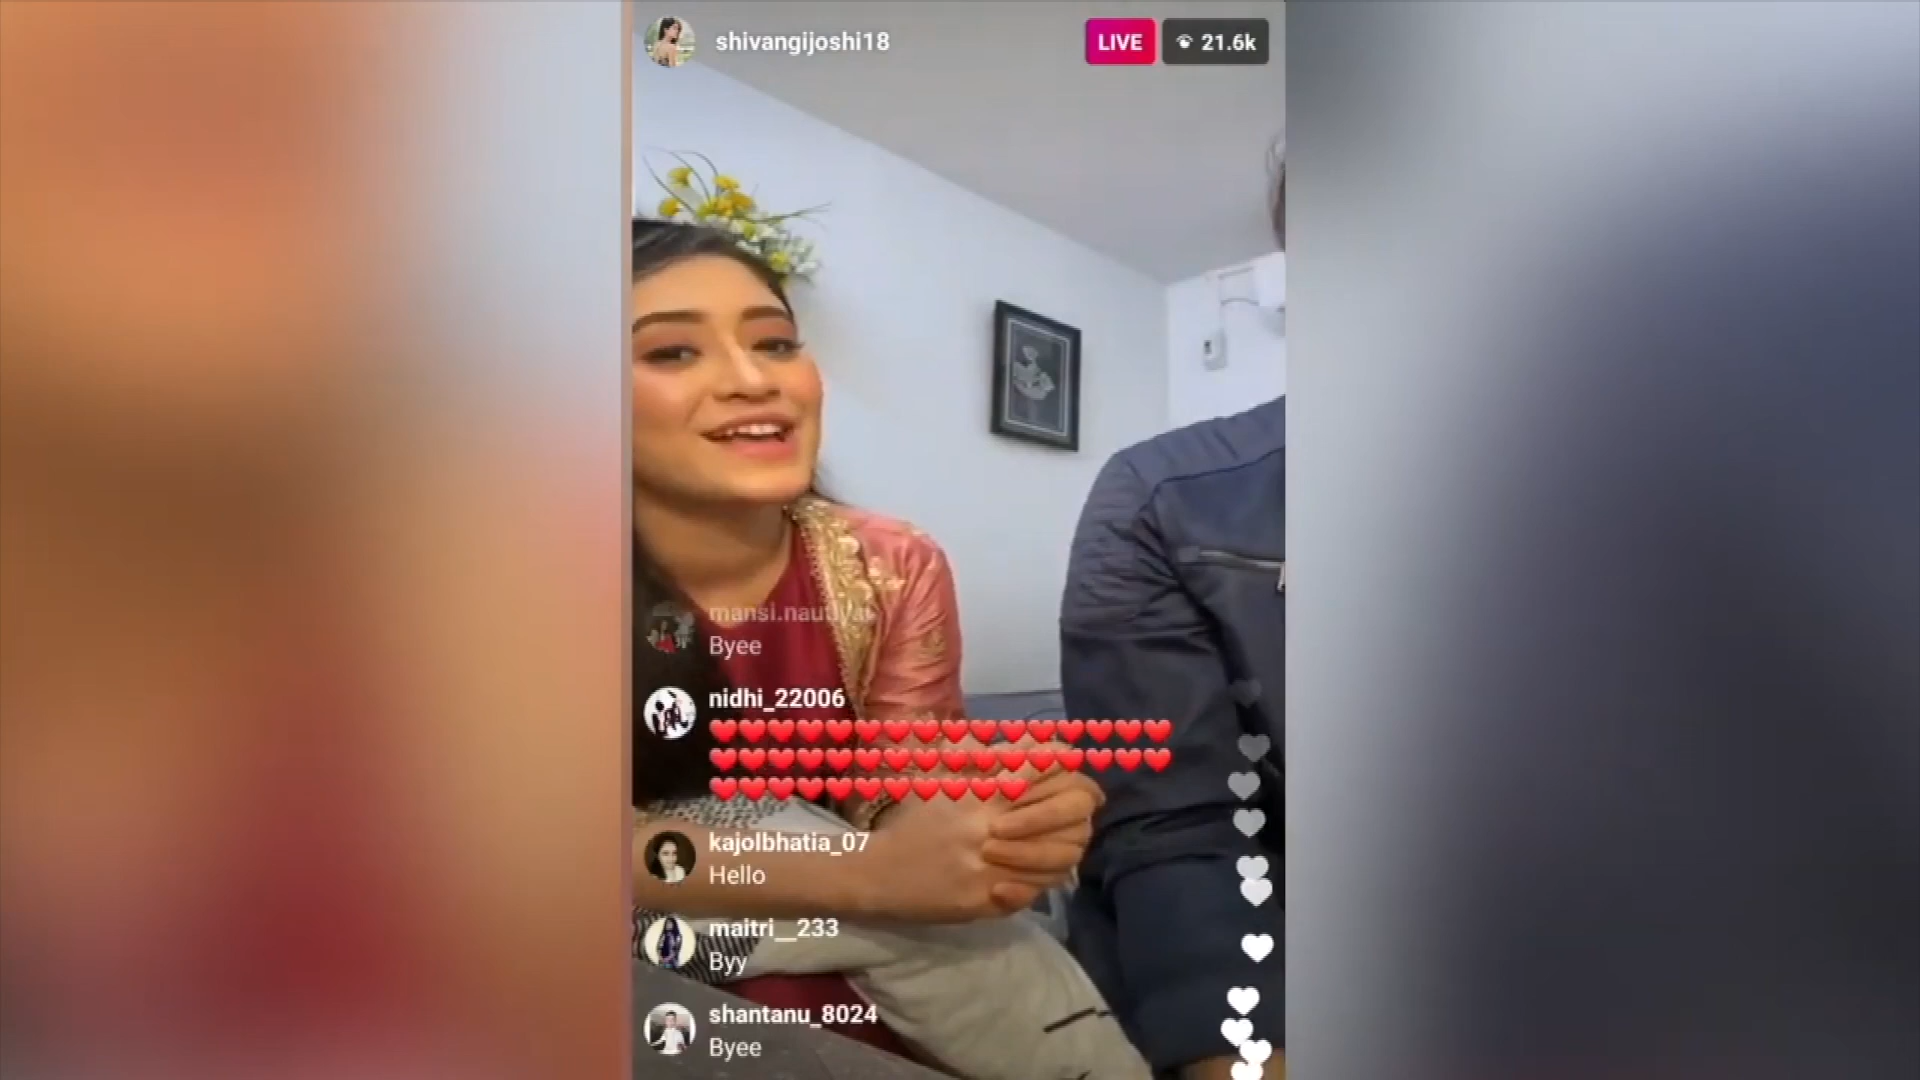 shivangijoshi18
LIVE 21.6k
Byee
nidhi_22006
❤️❤️❤️❤️❤️❤️❤️❤️❤️❤️❤️❤️❤️❤️❤️❤️
❤️❤️❤️❤️❤️❤️❤️❤️❤️❤️❤️❤️❤️❤️❤️❤️
❤️❤️❤️❤️❤️❤️❤️❤️❤️❤️❤️
kajolbhatia_07
Hello
maitri__233
Byy
shantanu_8024
Byee